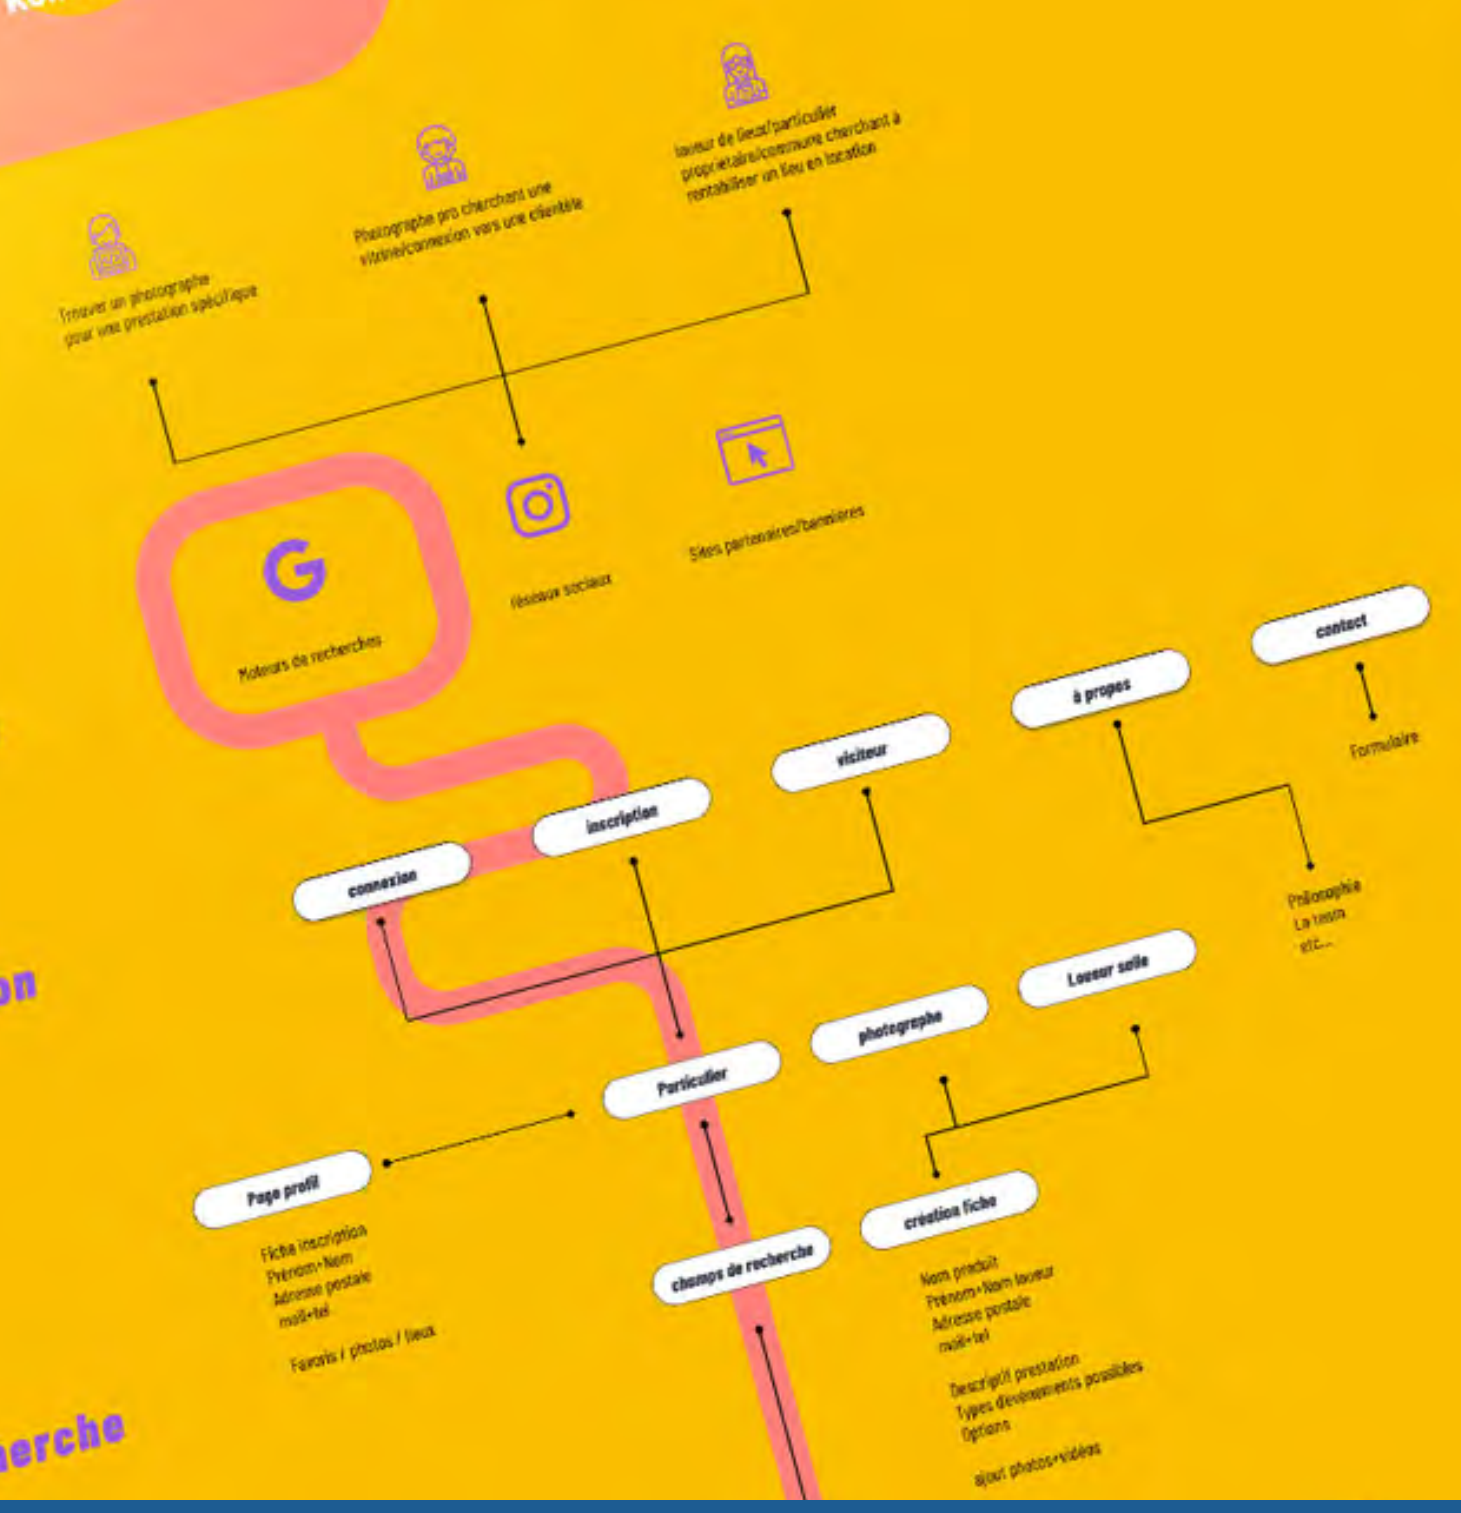 loueur de lieux/particulier
propriétaire/commune cherchant à
rentabiliser un lieu en location
Photographe pro cherchant une
vitrine/connexion vers une clientèle
Trouver un photographe
pour une prestation spécifique
Moteurs de recherches
réseaux sociaux
Sites partenaires/bannières
connexion
inscription
visiteur
à propos
contact
Formulaire
Philosophie
La team
etc...
on
Particulier
photographe
Loueur salle
Page profil
Fiche inscription
Prénom+Nom
Adresse postale
mail+tel
Favoris / photos / lieux
champs de recherche
création fiche
Nom produit
Prénom+Nom loueur
Adresse postale
mail+tel
Descriptif prestation
Types d'évènements possibles
Options
ajout photos+vidéos
herche